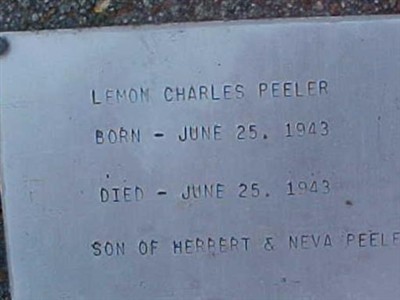 LEMON CHARLES PEELER
BORN - JUNE 25. 1943
DIED - JUNE 25. 1943
SON OF HERBERT & NEVA PEELE